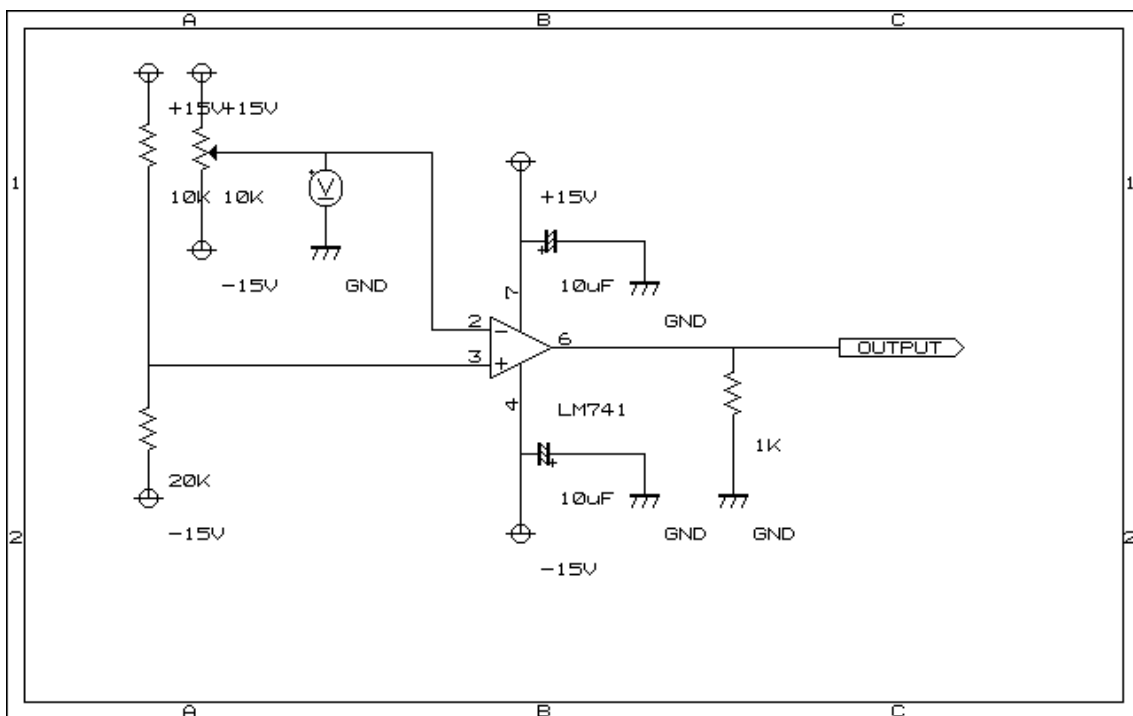 A B C
+15V +15V
1 10K 10K +15V 1
V
-15V GND 10uF
7 GND
2 -
6 OUTPUT
3 +
4 LM741 1K
20K 10uF
-15V GND GND
2 -15V 2
A B C